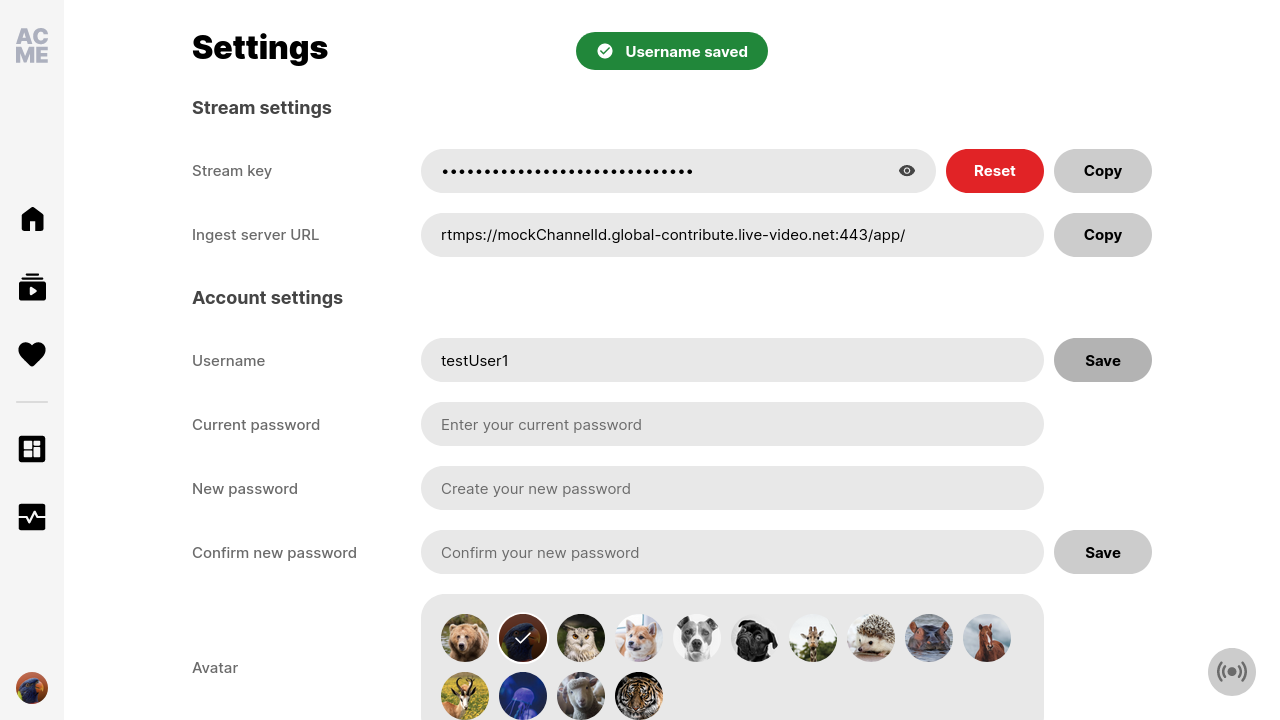 AC
ME
Settings
Username saved
Stream settings
Stream key
••••••••••••••••••••••••••••••
Reset
Copy
Ingest server URL
rtmps://mockChannelId.global-contribute.live-video.net:443/app/
Copy
Account settings
Username
testUser1
Save
Current password
Enter your current password
New password
Create your new password
Confirm new password
Confirm your new password
Save
Avatar